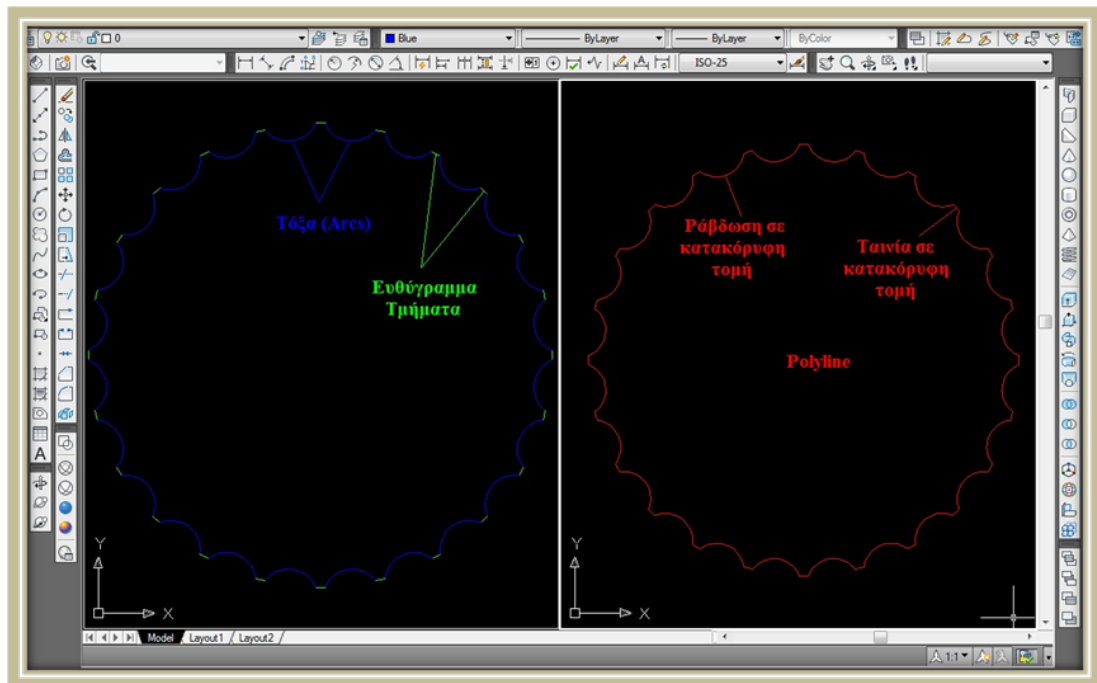 0
Blue
ByLayer
ByLayer
ByColor
ISO-25
Τόξα (Arcs)
Ευθύγραμμα
Τμήματα
Ράβδωση σε
κατακόρυφη
τομή
Ταινία σε
κατακόρυφη
τομή
Polyline
A
Y
X
Y
X
Model
Layout1
Layout2
1:1